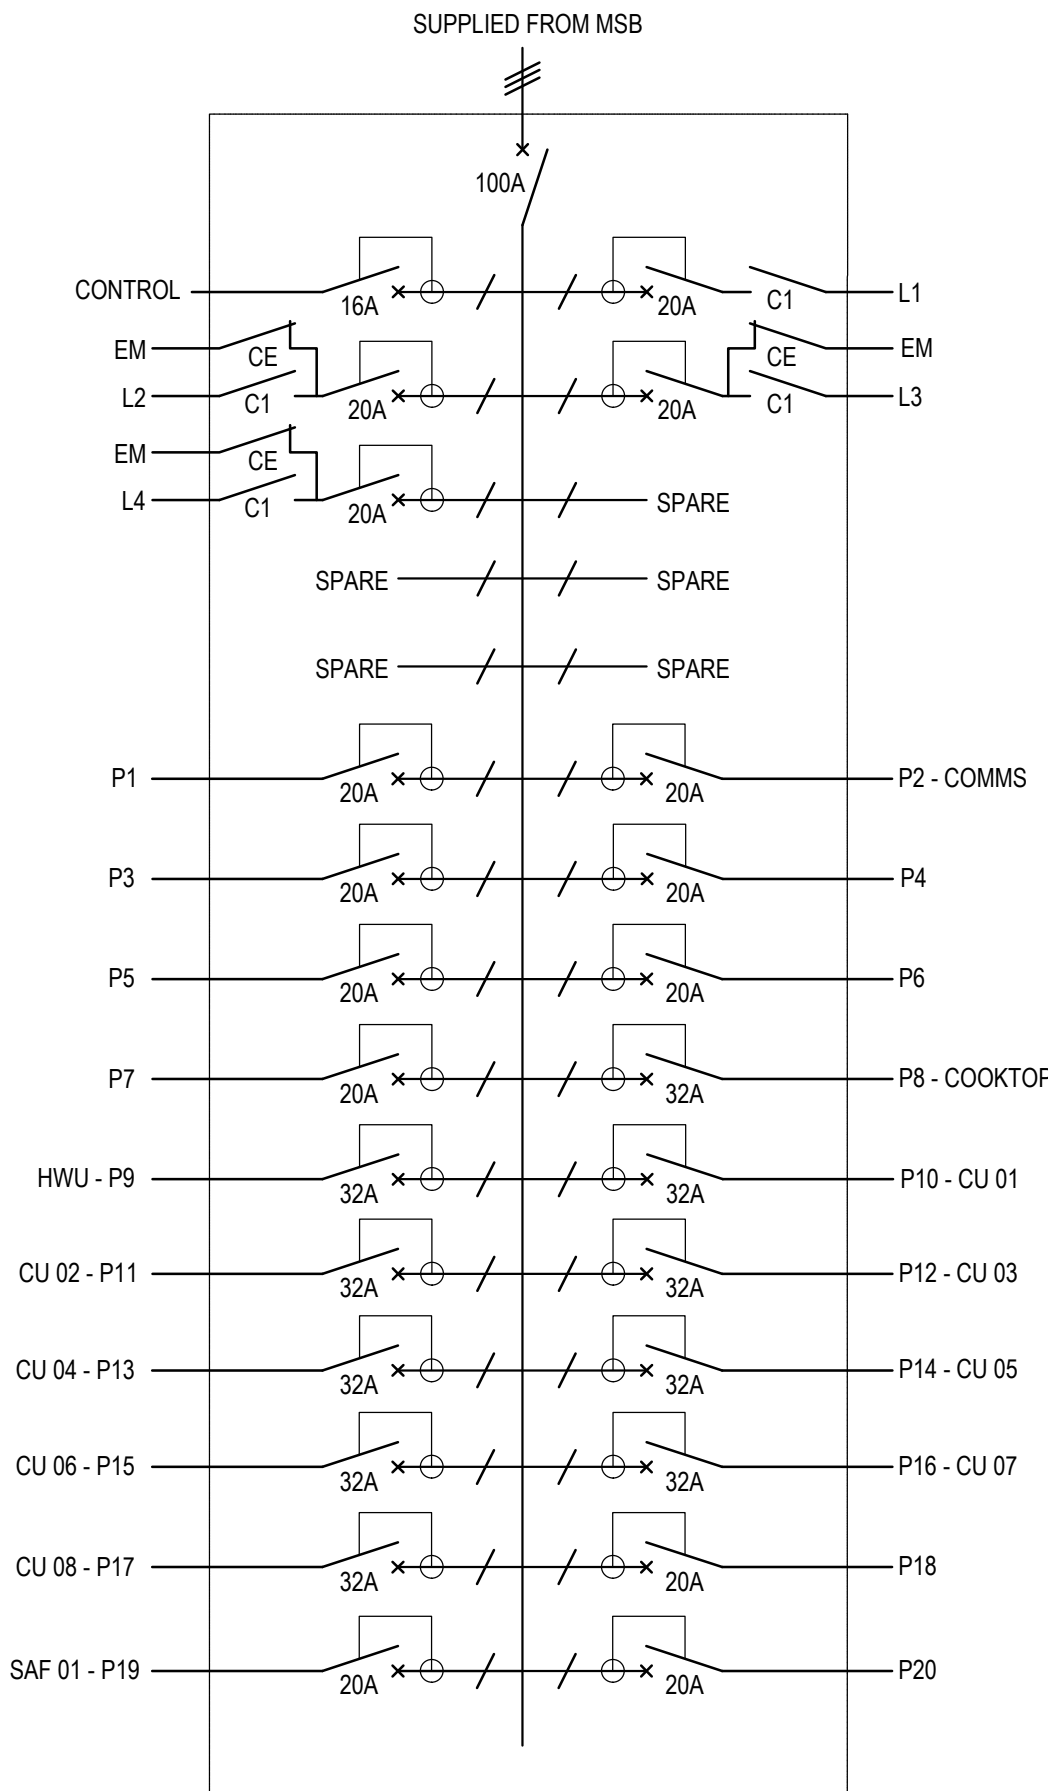 SUPPLIED FROM MSB
100A
CONTROL 16A 20A C1 L1
EM CE CE EM
L2 C1 20A 20A C1 L3
EM CE
L4 C1 20A SPARE
SPARE SPARE
SPARE SPARE
P1 20A 20A P2 - COMMS
P3 20A 20A P4
P5 20A 20A P6
P7 20A 32A P8 - COOKTOP
HWU - P9 32A 32A P10 - CU 01
CU 02 - P11 32A 32A P12 - CU 03
CU 04 - P13 32A 32A P14 - CU 05
CU 06 - P15 32A 32A P16 - CU 07
CU 08 - P17 32A 20A P18
SAF 01 - P19 20A 20A P20